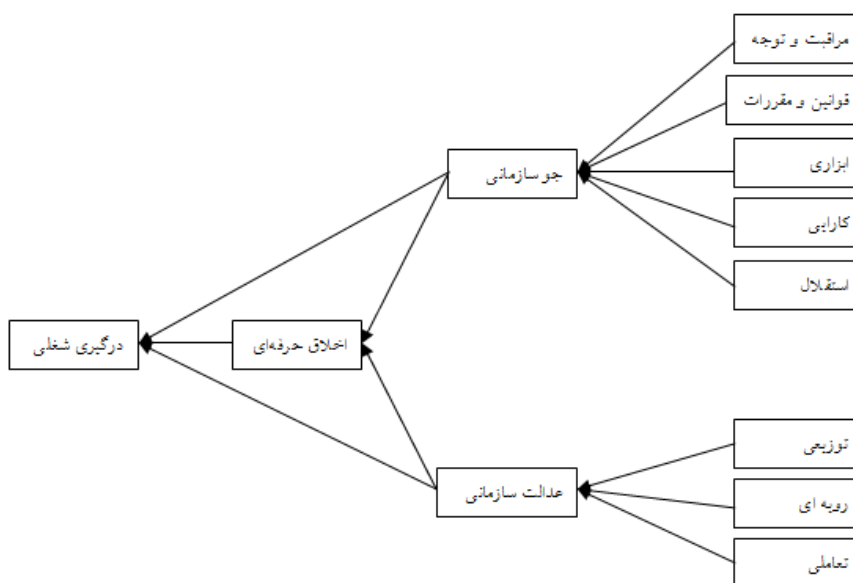 مراقبت و توجه
قوانین و مقررات
ابزاری
جو سازمانی
کارایی
استقلال
اخلاق حرفه‌ای
درگیری شغلی
توزیعی
عدالت سازمانی
رویه ای
تعاملی